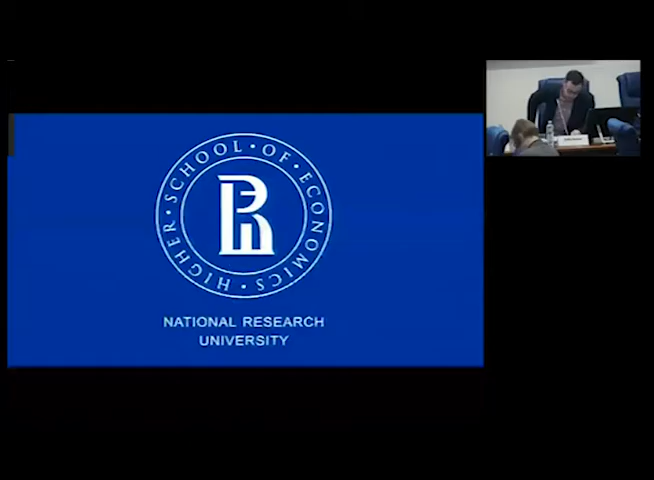 HIGHER • SCHOOL • OF • ECONOMICS •
NATIONAL RESEARCH
UNIVERSITY